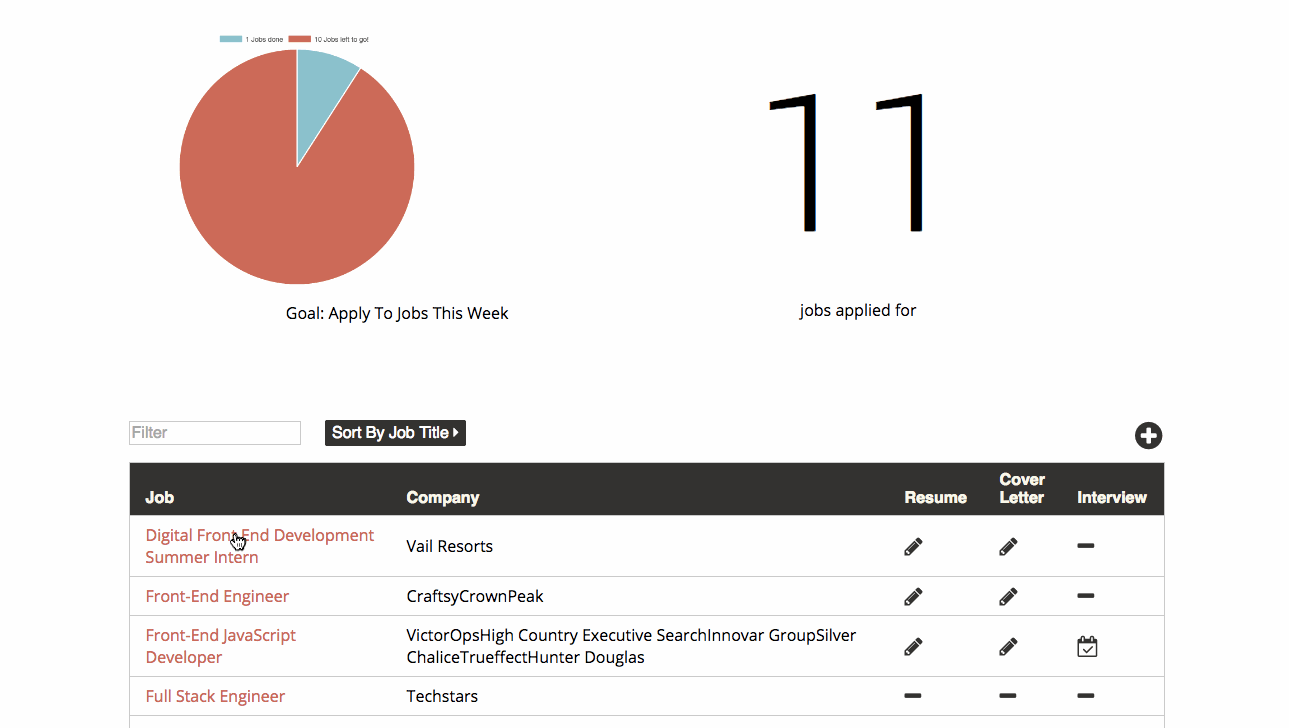 1 Jobs done 10 Jobs left to go!
11
Goal: Apply To Jobs This Week
jobs applied for
Filter
Sort By Job Title
Job Company Resume Cover Letter Interview
Digital Front-End Development
Summer Intern
Vail Resorts
Front-End Engineer
CraftsyCrownPeak
Front-End JavaScript
Developer
VictorOpsHigh Country Executive SearchInnovar GroupSilver
ChaliceTrueffectHunter Douglas
Full Stack Engineer
Techstars